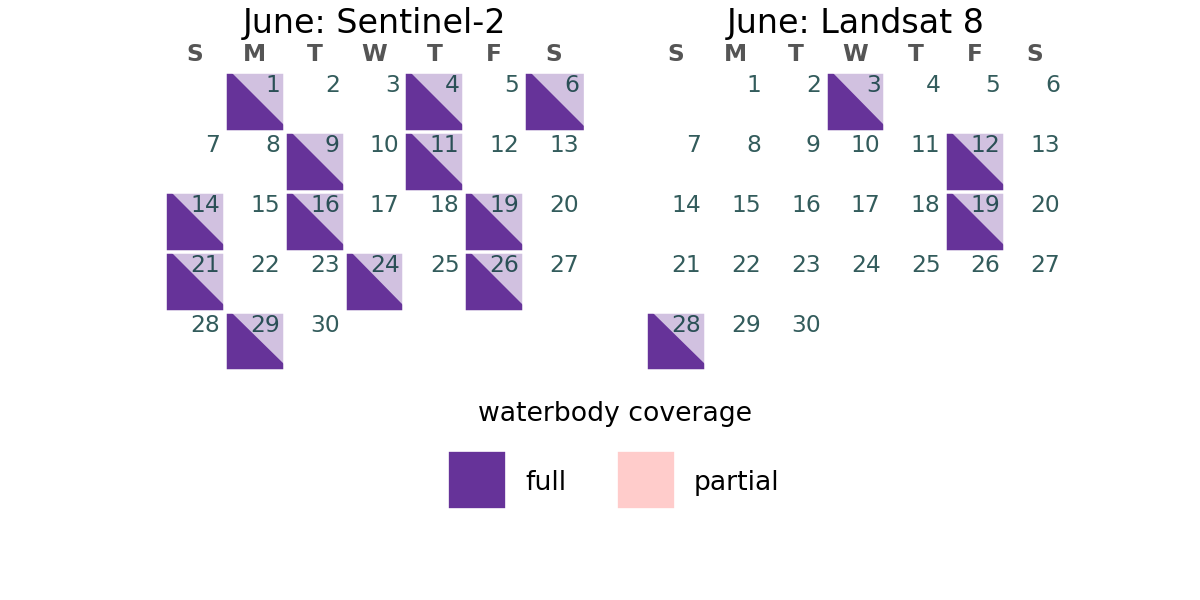 June: Sentinel-2
S M T W T F S
1 2 3 4 5 6
7 8 9 10 11 12 13
14 15 16 17 18 19 20
21 22 23 24 25 26 27
28 29 30
June: Landsat 8
S M T W T F S
1 2 3 4 5 6
7 8 9 10 11 12 13
14 15 16 17 18 19 20
21 22 23 24 25 26 27
28 29 30
waterbody coverage
full partial